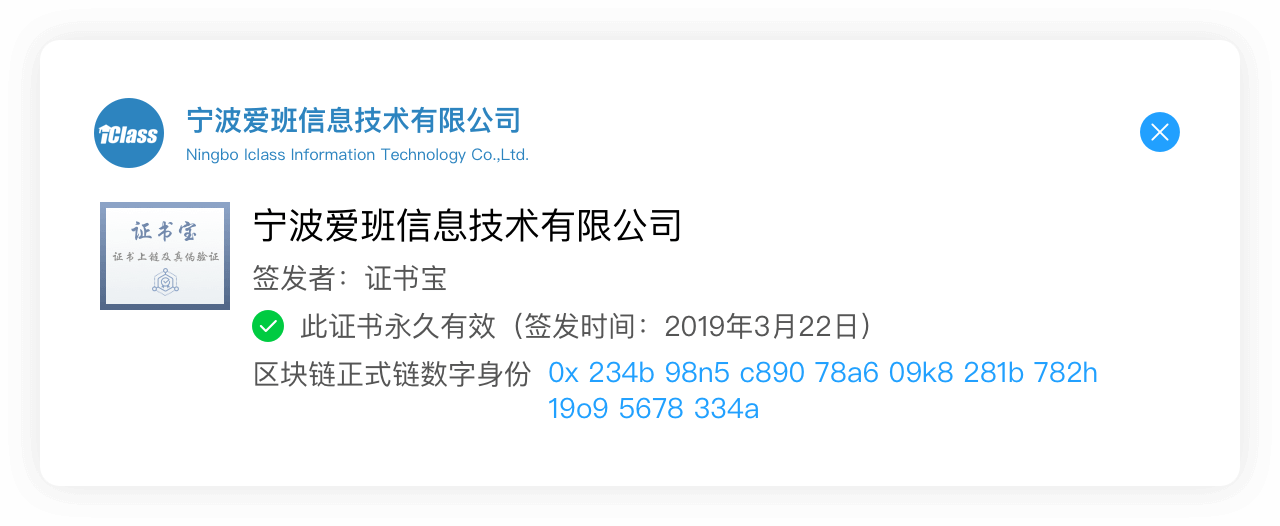 iClass
宁波爱班信息技术有限公司
Ningbo Iclass Information Technology Co.,Ltd.
证书宝
证书上链及真伪验证
宁波爱班信息技术有限公司
签发者：证书宝
此证书永久有效（签发时间：2019年3月22日）
区块链正式链数字身份 0x 234b 98n5 c890 78a6 09k8 281b 782h
19o9 5678 334a